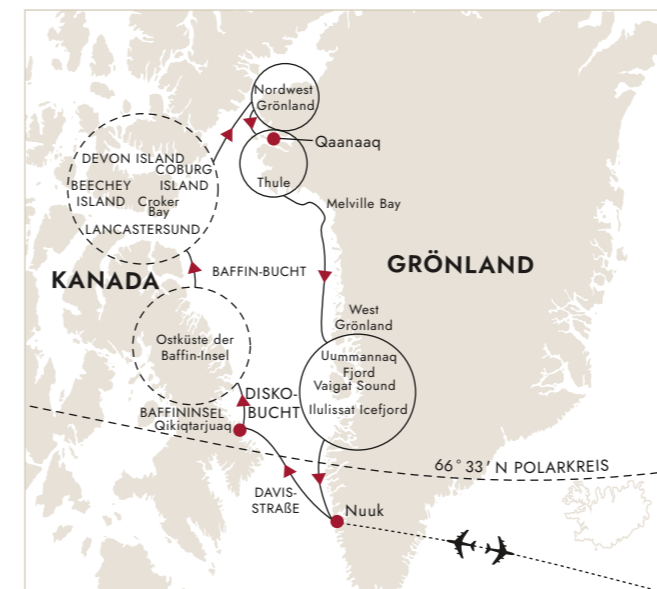 Nordwest
Grönland
Qaanaaq
Thule
Melville Bay
DEVON ISLAND
COBURG
ISLAND
BEECHEY
ISLAND
Croker
Bay
LANCASTERSUND
KANADA
BAFFIN-BUCHT
GRÖNLAND
West
Grönland
Uummannaq
Fjord
Vaigat Sound
Ilulissat Icefjord
Ostküste der
Baffin-Insel
DISKO-
BUCHT
BAFFININSEL
Qikiqtarjuaq
66° 33' N POLARKREIS
DAVIS-
STRAßE
Nuuk